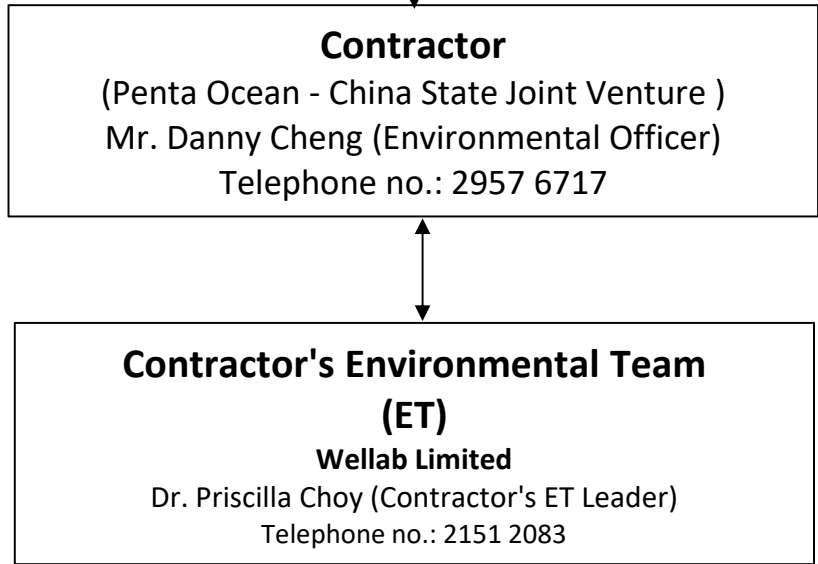 Contractor
(Penta Ocean - China State Joint Venture )
Mr. Danny Cheng (Environmental Officer)
Telephone no.: 2957 6717
Contractor's Environmental Team
(ET)
Wellab Limited
Dr. Priscilla Choy (Contractor's ET Leader)
Telephone no.: 2151 2083